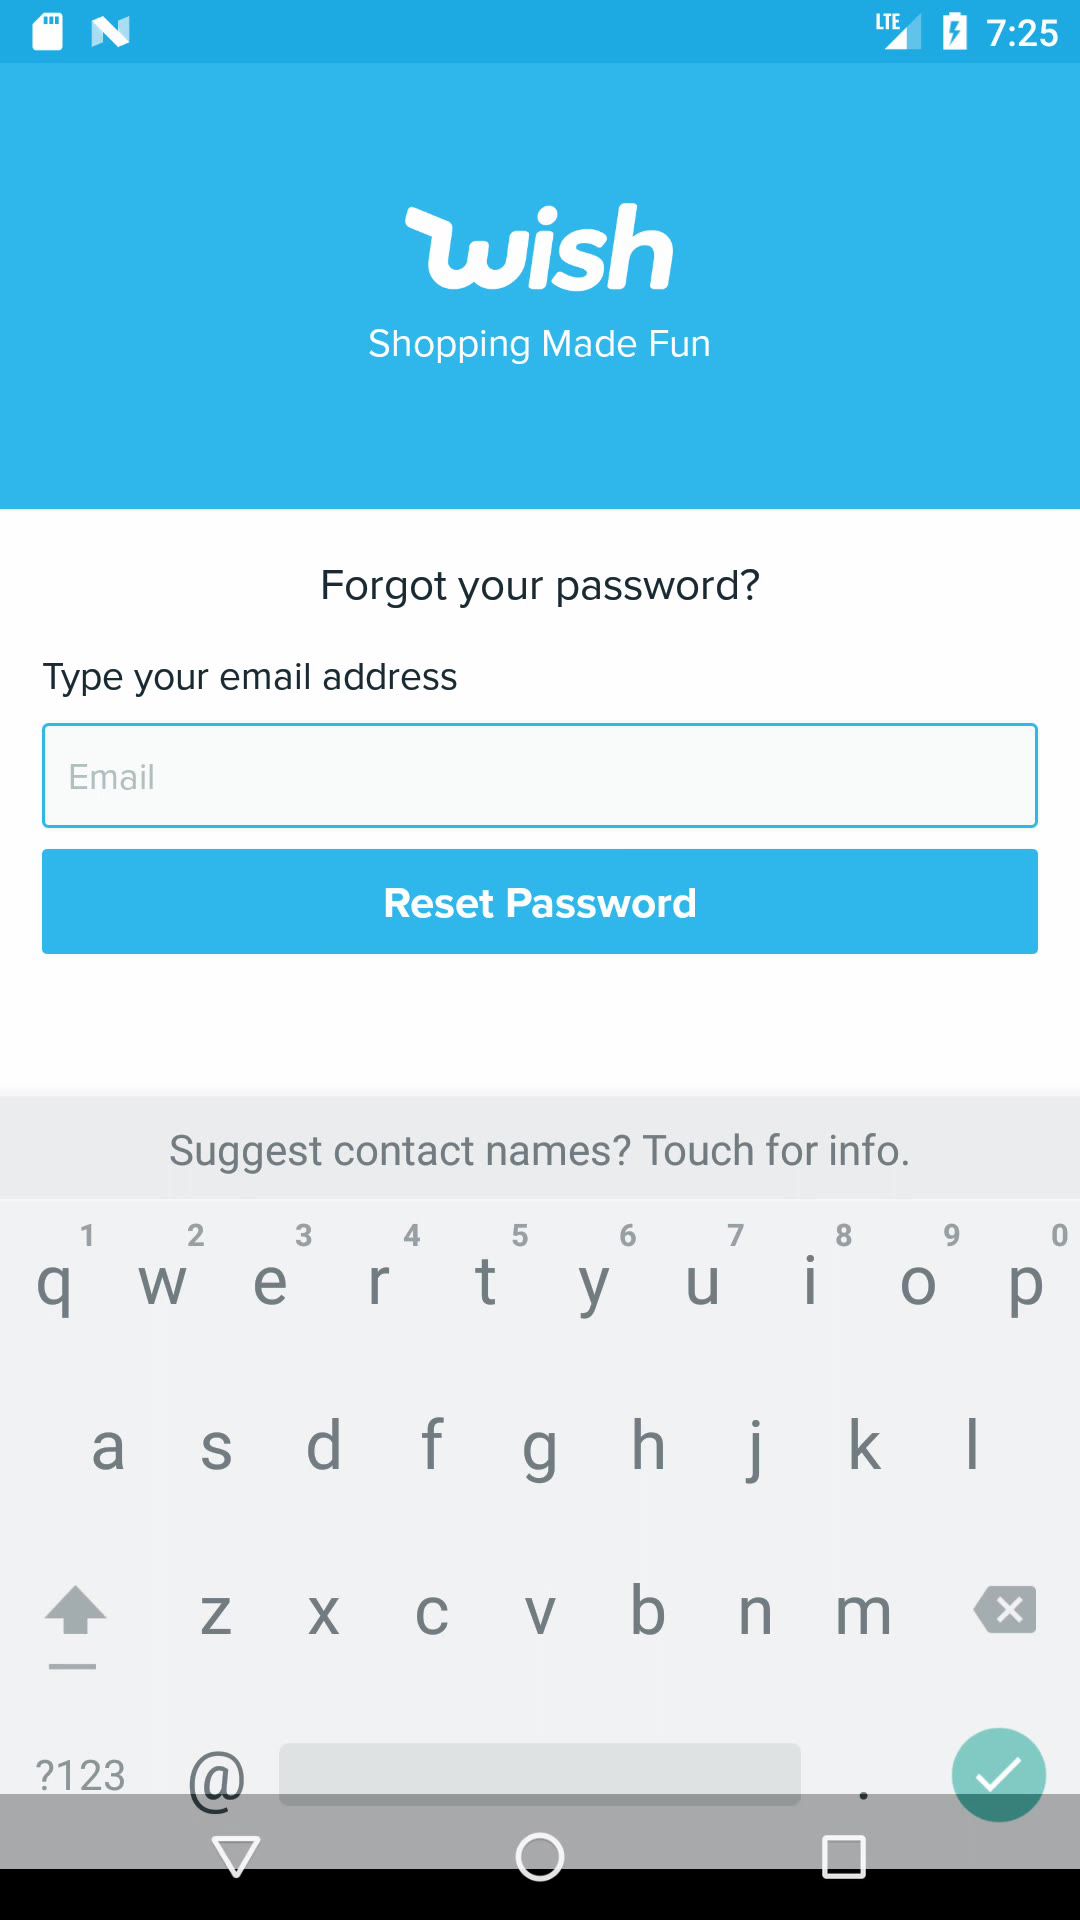 LTE 7:25
wish
Shopping Made Fun
Forgot your password?
Type your email address
Email
Reset Password
Suggest contact names? Touch for info.
1 2 3 4 5 6 7 8 9 0
q w e r t y u i o p
a s d f g h j k l
z x c v b n m
?123 @ .